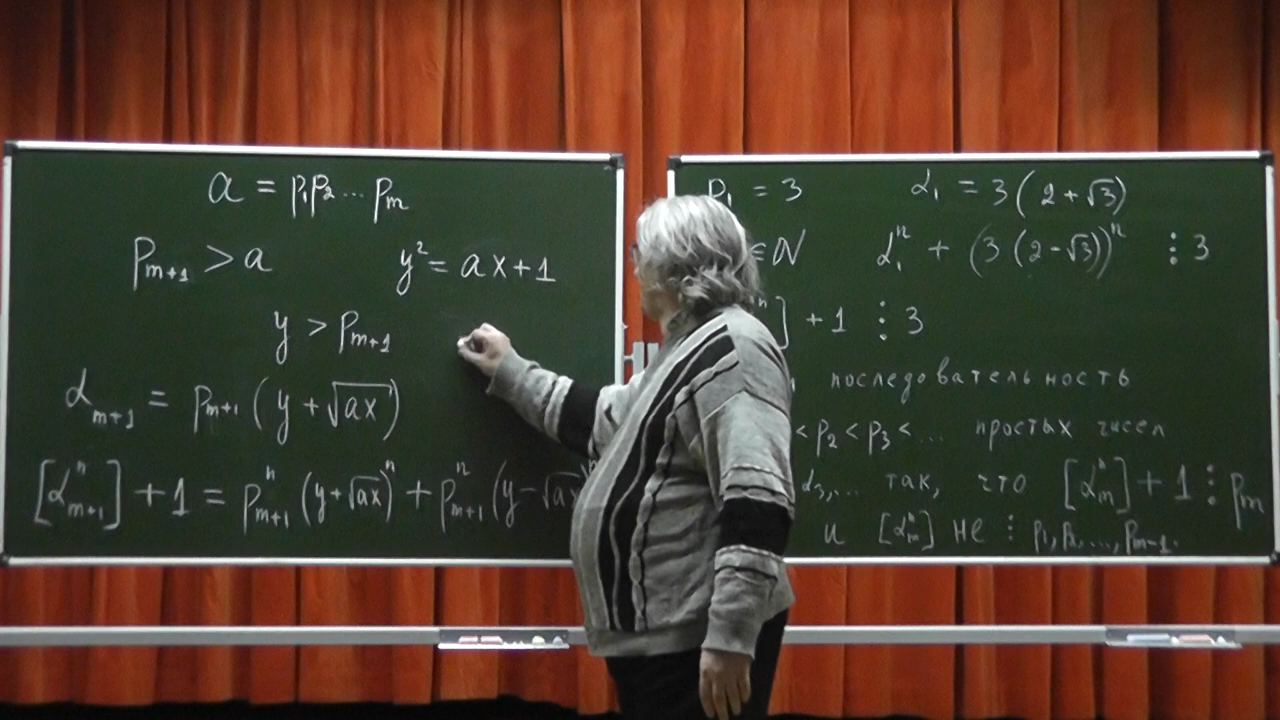 a = p₁p₂...pₘ
pₘ₊₁ > a
y² = ax+1
y > pₘ₊₁
αₘ₊₁ = pₘ₊₁(y+√ax)
[αⁿₘ₊₁] + 1 = pⁿₘ₊₁(y+√ax)ⁿ + pⁿₘ₊₁(y-√ax
p₁ = 3
α₁ = 3(2+√3)
∈ N
α₁ⁿ + (3(2-√3))ⁿ ⋮ 3
ⁿ] + 1 ⋮ 3
последовательность
< p₂ < p₃ < ... простых чисел
α₃,... так, что [αₘⁿ] + 1 ⋮ pₘ
и [αₘⁿ] не ⋮ p₁,p₂,...,pₘ₋₁.